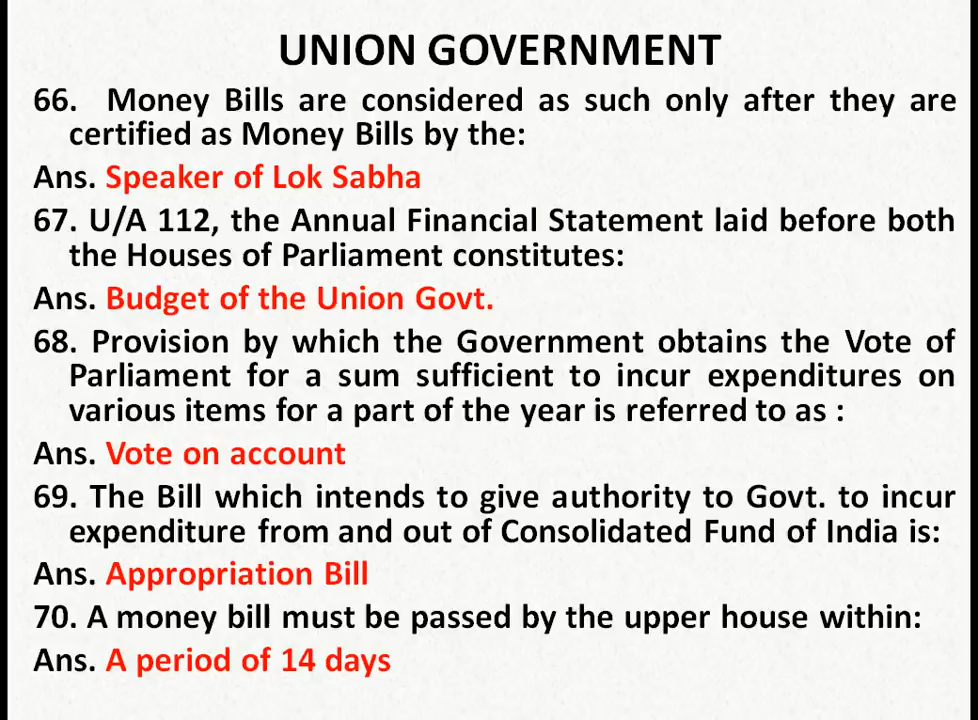 UNION GOVERNMENT
66. Money Bills are considered as such only after they are
certified as Money Bills by the:
Ans. Speaker of Lok Sabha
67. U/A 112, the Annual Financial Statement laid before both
the Houses of Parliament constitutes:
Ans. Budget of the Union Govt.
68. Provision by which the Government obtains the Vote of
Parliament for a sum sufficient to incur expenditures on
various items for a part of the year is referred to as :
Ans. Vote on account
69. The Bill which intends to give authority to Govt. to incur
expenditure from and out of Consolidated Fund of India is:
Ans. Appropriation Bill
70. A money bill must be passed by the upper house within:
Ans. A period of 14 days